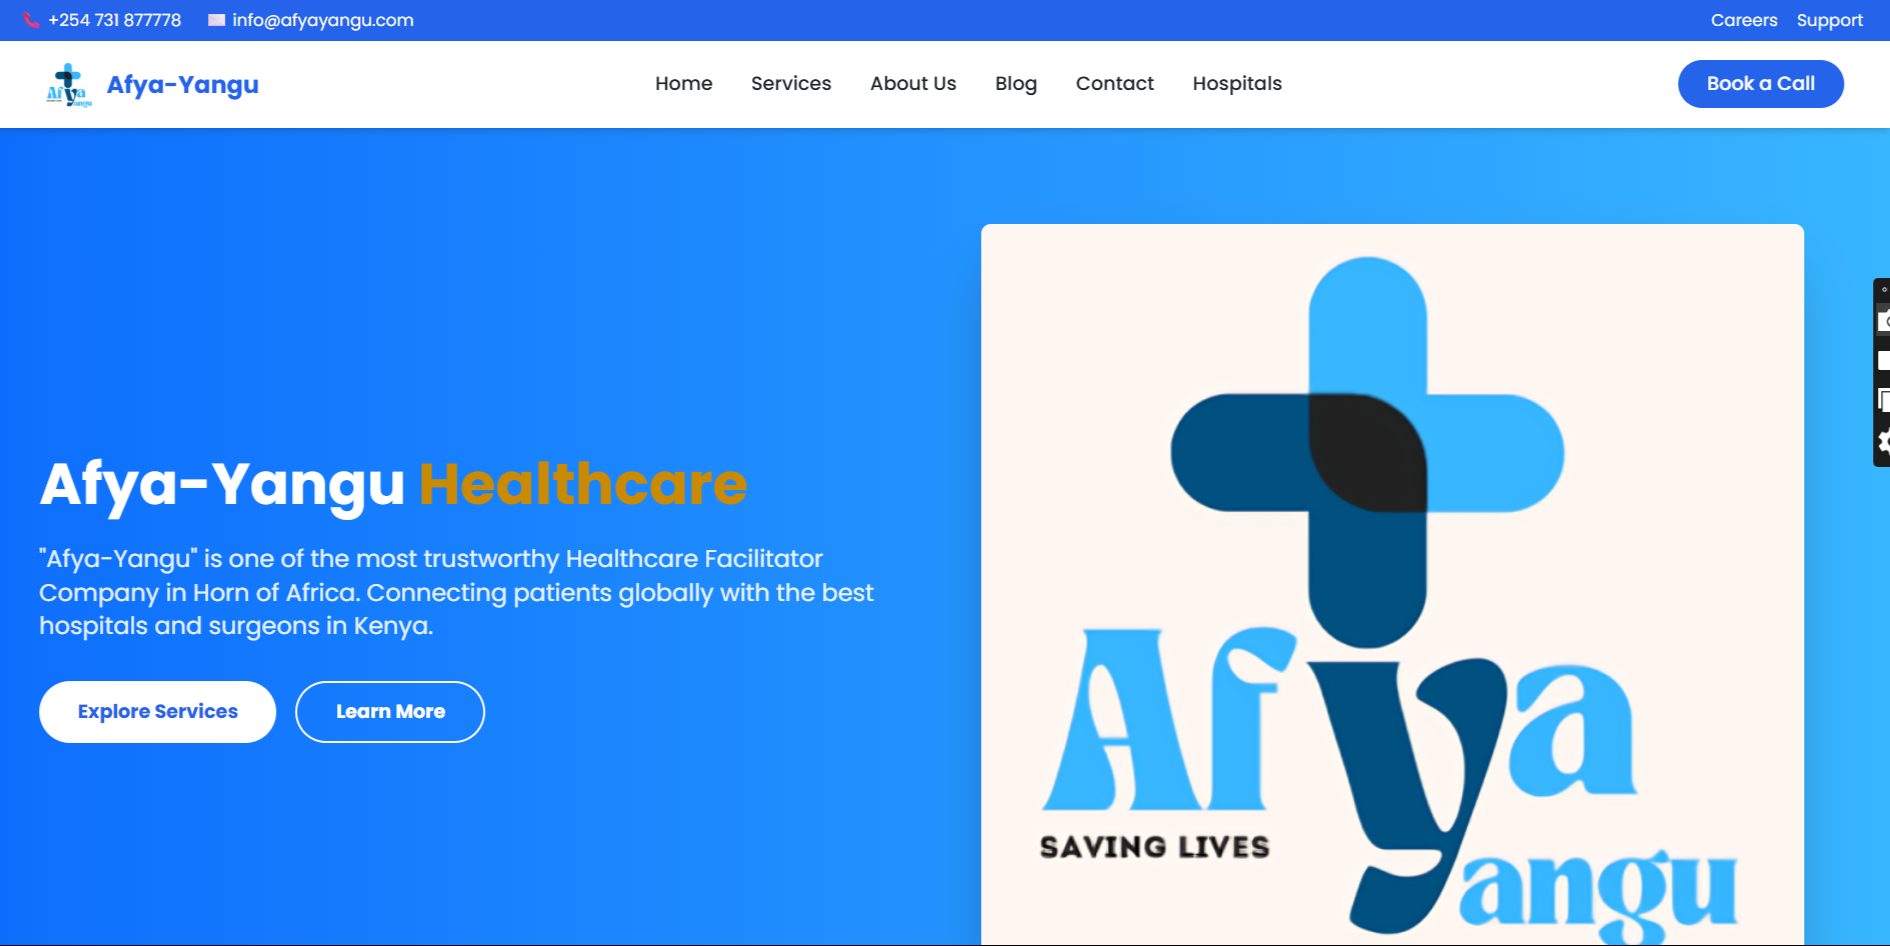 +254 731 877778 info@afyayangu.com Careers Support
Afya Yangu Afya-Yangu Home Services About Us Blog Contact Hospitals Book a Call
Afya-Yangu Healthcare
"Afya-Yangu" is one of the most trustworthy Healthcare Facilitator
Company in Horn of Africa. Connecting patients globally with the best
hospitals and surgeons in Kenya.
Explore Services Learn More
Afya
SAVING LIVES
yangu